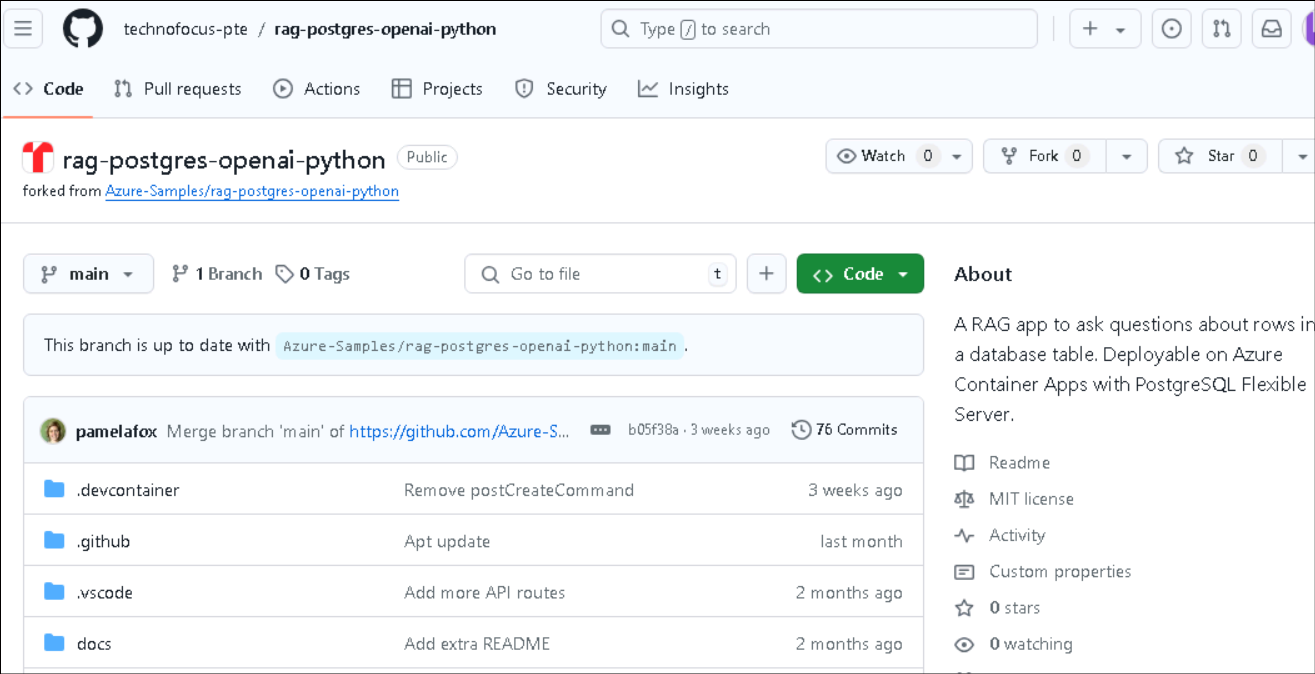 technofocus-pte / rag-postgres-openai-python
Type / to search
Code Pull requests Actions Projects Security Insights
rag-postgres-openai-python Public
Watch 0 Fork 0 Star 0
forked from Azure-Samples/rag-postgres-openai-python
main 1 Branch 0 Tags Go to file t Code
This branch is up to date with Azure-Samples/rag-postgres-openai-python:main.
pamelafox Merge branch 'main' of https://github.com/Azure-S... b05f38a · 3 weeks ago 76 Commits
.devcontainer Remove postCreateCommand 3 weeks ago
.github Apt update last month
.vscode Add more API routes 2 months ago
docs Add extra README 2 months ago
About
A RAG app to ask questions about rows in
a database table. Deployable on Azure
Container Apps with PostgreSQL Flexible
Server.
Readme
MIT license
Activity
Custom properties
0 stars
0 watching